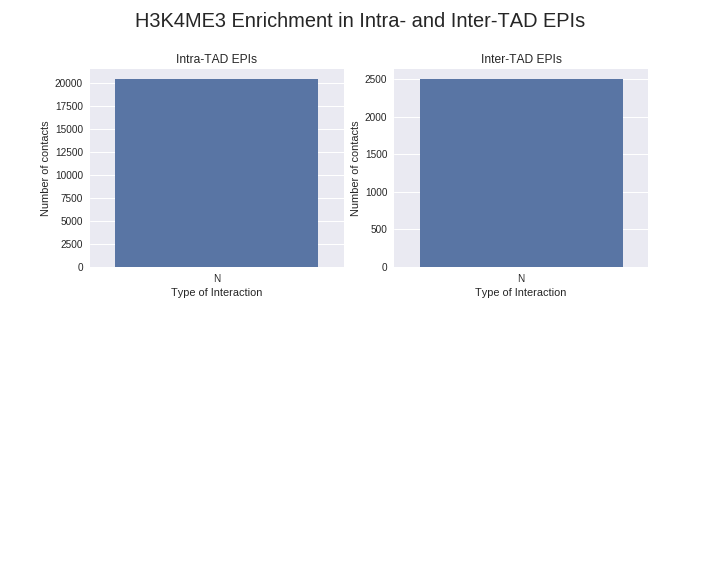 H3K4ME3 Enrichment in Intra- and Inter-TAD EPIs
Intra-TAD EPIs
Number of contacts
20000
17500
15000
12500
10000
7500
5000
2500
0
N
Type of Interaction
Inter-TAD EPIs
Number of contacts
2500
2000
1500
1000
500
0
N
Type of Interaction